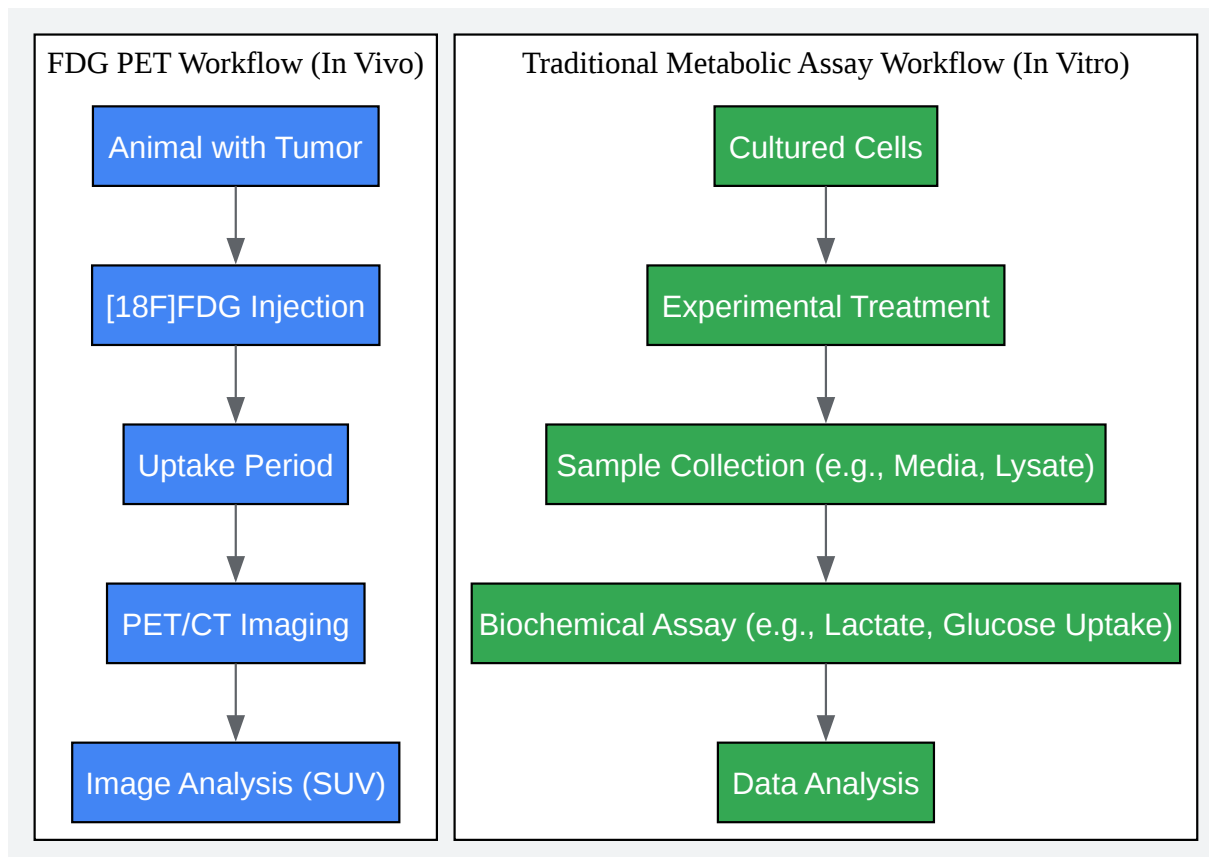 FDG PET Workflow (In Vivo)
Animal with Tumor
[18F]FDG Injection
Uptake Period
PET/CT Imaging
Image Analysis (SUV)
Traditional Metabolic Assay Workflow (In Vitro)
Cultured Cells
Experimental Treatment
Sample Collection (e.g., Media, Lysate)
Biochemical Assay (e.g., Lactate, Glucose Uptake)
Data Analysis